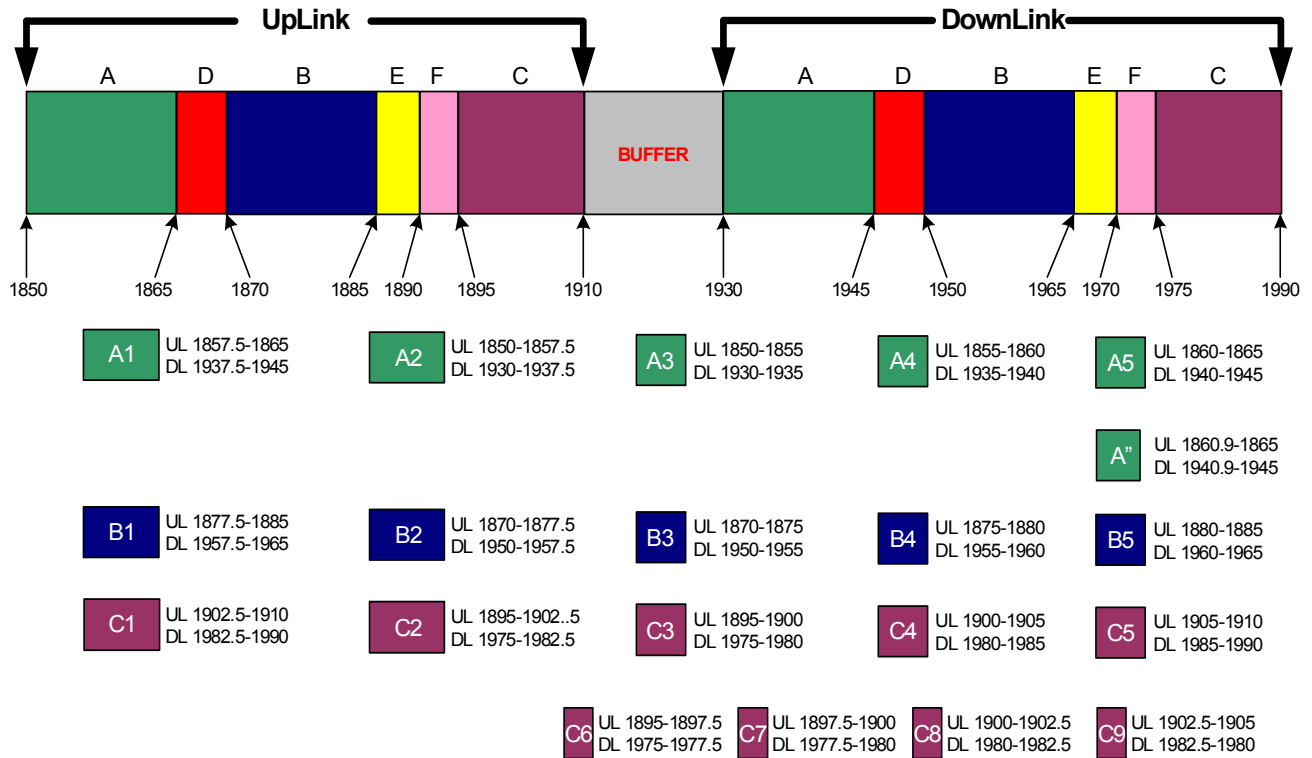 UpLink DownLink
A D B E F C A D B E F C
BUFFER
1850 1865 1870 1885 1890 1895 1910 1930 1945 1950 1965 1970 1975 1990
A1 UL 1857.5-1865
DL 1937.5-1945
A2 UL 1850-1857.5
DL 1930-1937.5
A3 UL 1850-1855
DL 1930-1935
A4 UL 1855-1860
DL 1935-1940
A5 UL 1860-1865
DL 1940-1945
A” UL 1860.9-1865
DL 1940.9-1945
B1 UL 1877.5-1885
DL 1957.5-1965
B2 UL 1870-1877.5
DL 1950-1957.5
B3 UL 1870-1875
DL 1950-1955
B4 UL 1875-1880
DL 1955-1960
B5 UL 1880-1885
DL 1960-1965
C1 UL 1902.5-1910
DL 1982.5-1990
C2 UL 1895-1902..5
DL 1975-1982.5
C3 UL 1895-1900
DL 1975-1980
C4 UL 1900-1905
DL 1980-1985
C5 UL 1905-1910
DL 1985-1990
C6 UL 1895-1897.5
DL 1975-1977.5
C7 UL 1897.5-1900
DL 1977.5-1980
C8 UL 1900-1902.5
DL 1980-1982.5
C9 UL 1902.5-1905
DL 1982.5-1980